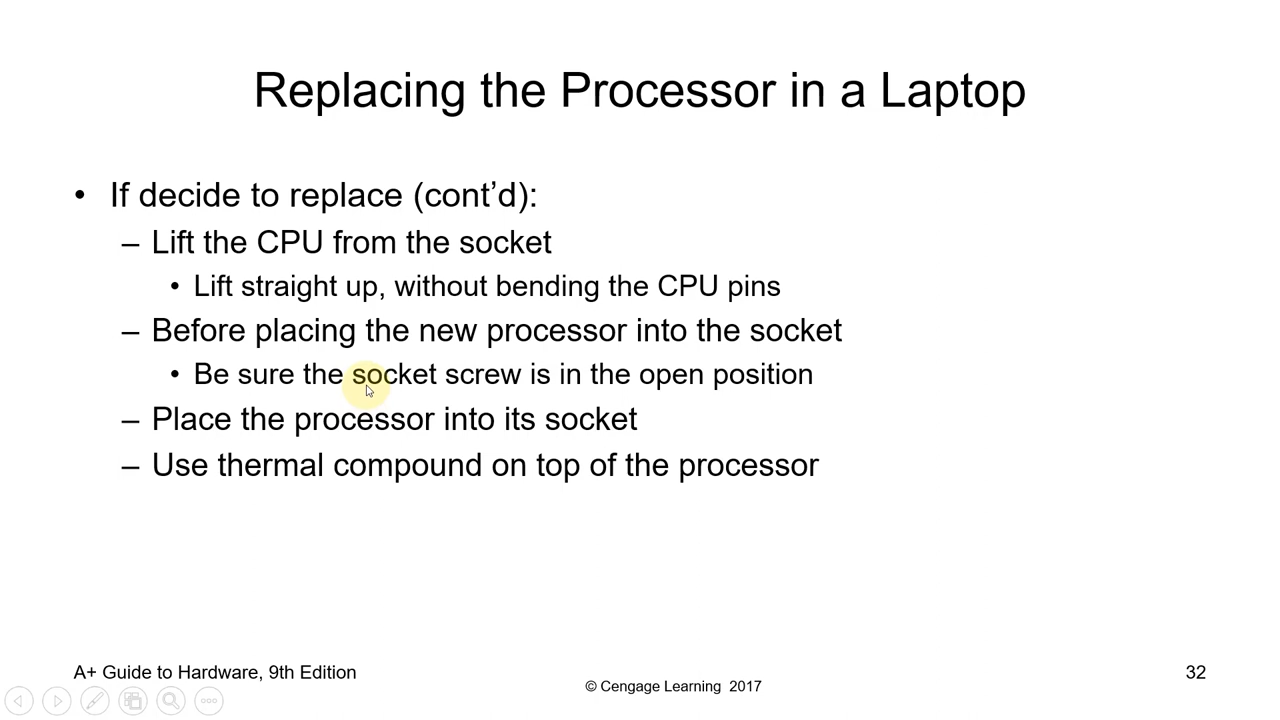 Replacing the Processor in a Laptop
• If decide to replace (cont’d):
– Lift the CPU from the socket
• Lift straight up, without bending the CPU pins
– Before placing the new processor into the socket
• Be sure the socket screw is in the open position
– Place the processor into its socket
– Use thermal compound on top of the processor
A+ Guide to Hardware, 9th Edition
© Cengage Learning 2017
32